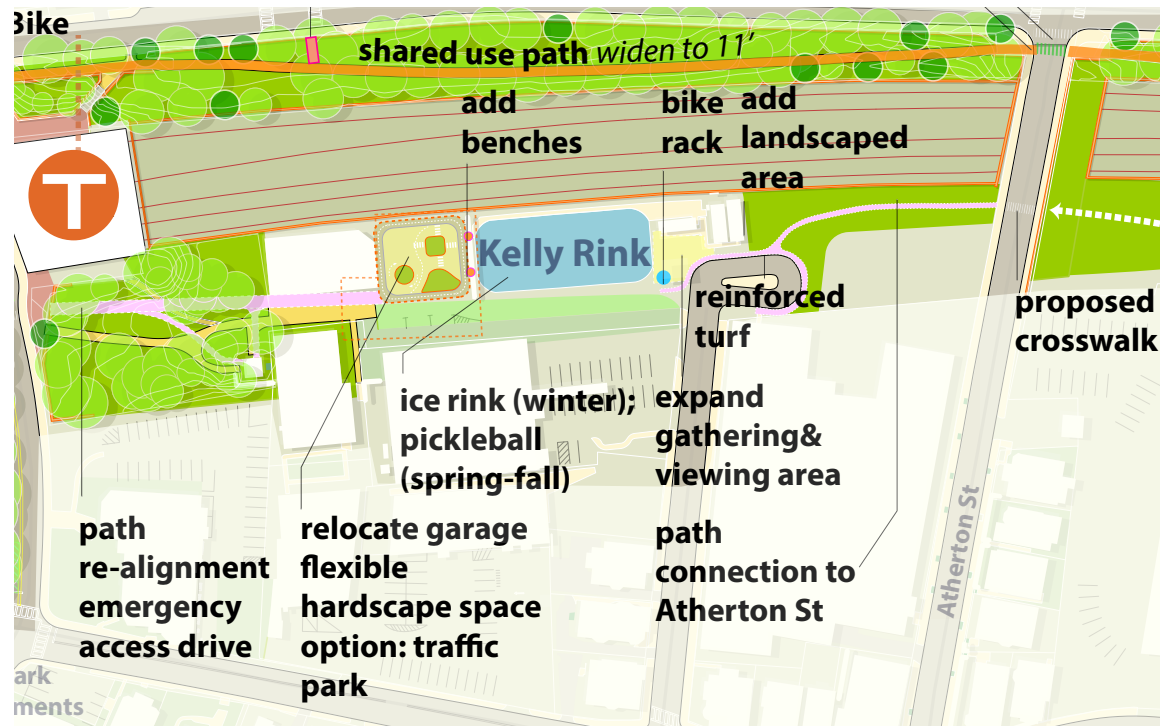 Bike
shared use path widen to 11'
add
benches
bike
rack
add
landscaped
area
T
Kelly Rink
reinforced
turf
proposed
crosswalk
ice rink (winter);
pickleball
(spring-fall)
expand
gathering&
viewing area
path
re-alignment
emergency
access drive
relocate garage
flexible
hardscape space
option: traffic
park
path
connection to
Atherton St
Atherton St
ark
ments